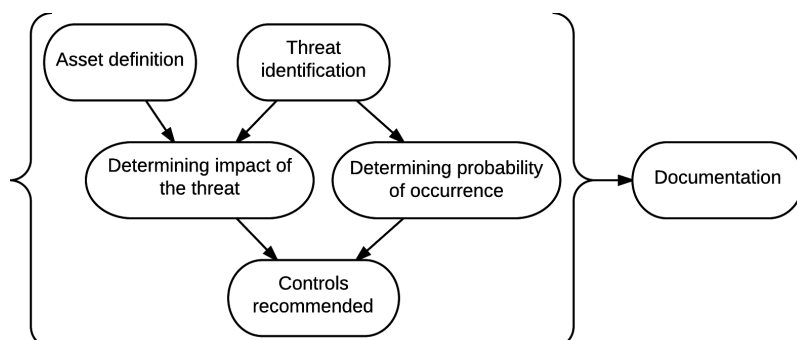 Asset definition
Threat
identification
Determining impact of
the threat
Determining probability
of occurrence
Controls
recommended
Documentation